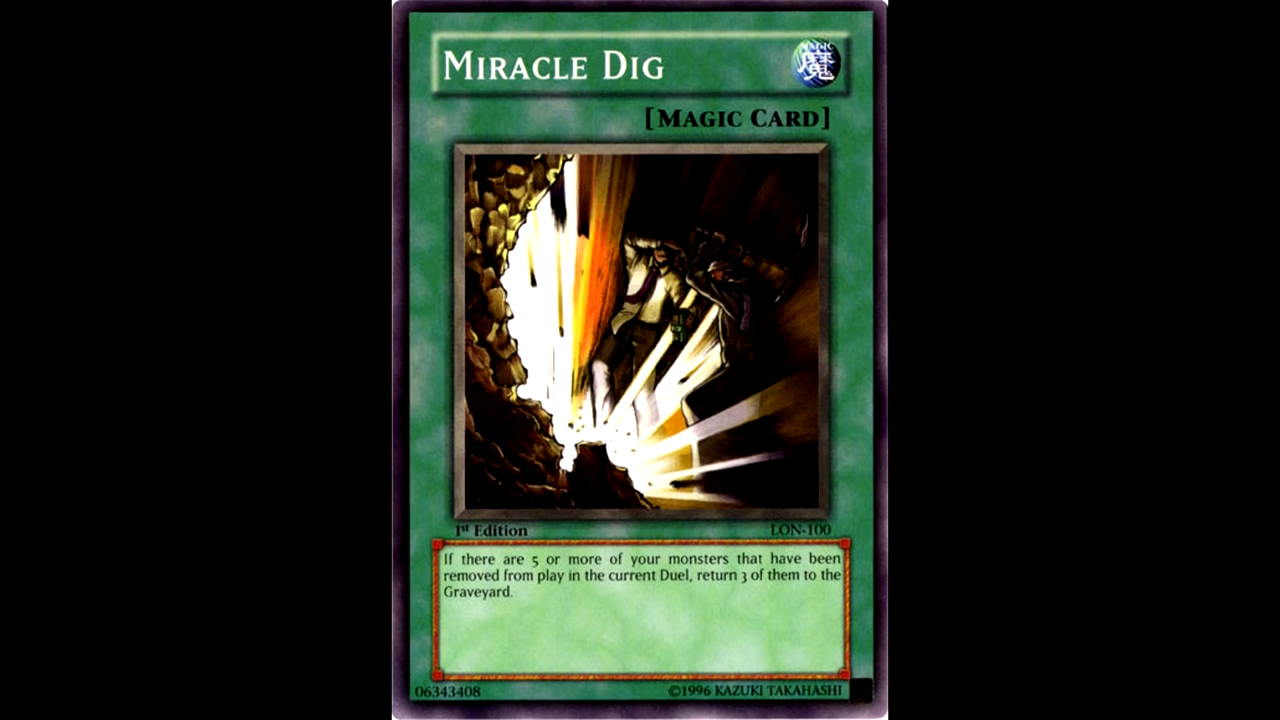 MIRACLE DIG
MAGIC
魔
[MAGIC CARD]
1st Edition
LON-100
If there are 5 or more of your monsters that have been
removed from play in the current Duel, return 3 of them to the
Graveyard.
06343408
©1996 KAZUKI TAKAHASHI